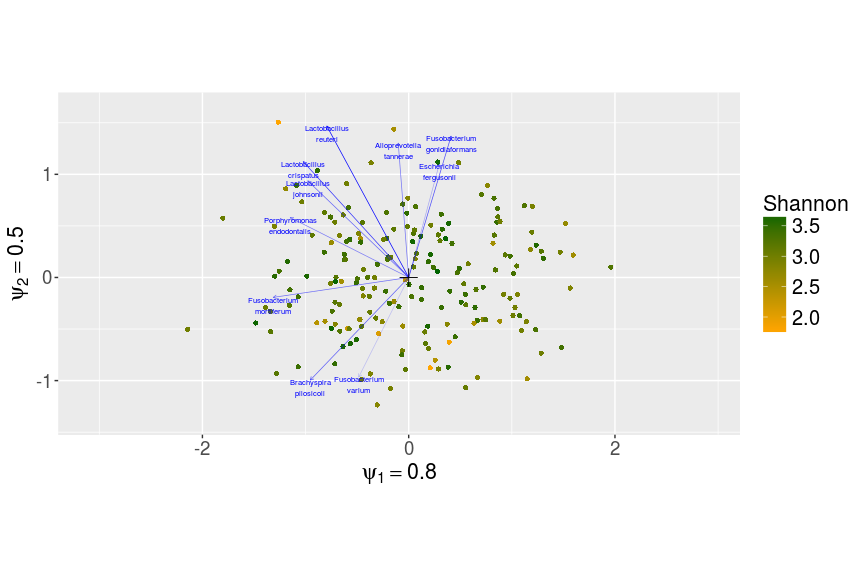 Lactobacillus
reuteri
Alloprevotella
tannerae
Fusobacterium
gonidiaformans
Lactobacillus
crispatus
Escherichia
fergusonii
Lactobacillus
johnsonii
Porphyromonas
endodontalis
Fusobacterium
mortiferum
Brachyspira
pilosicoli
Fusobacterium
varium
1
0
-1
-2
0
2
ψ1 = 0.8
ψ2 = 0.5
Shannon
3.5
3.0
2.5
2.0